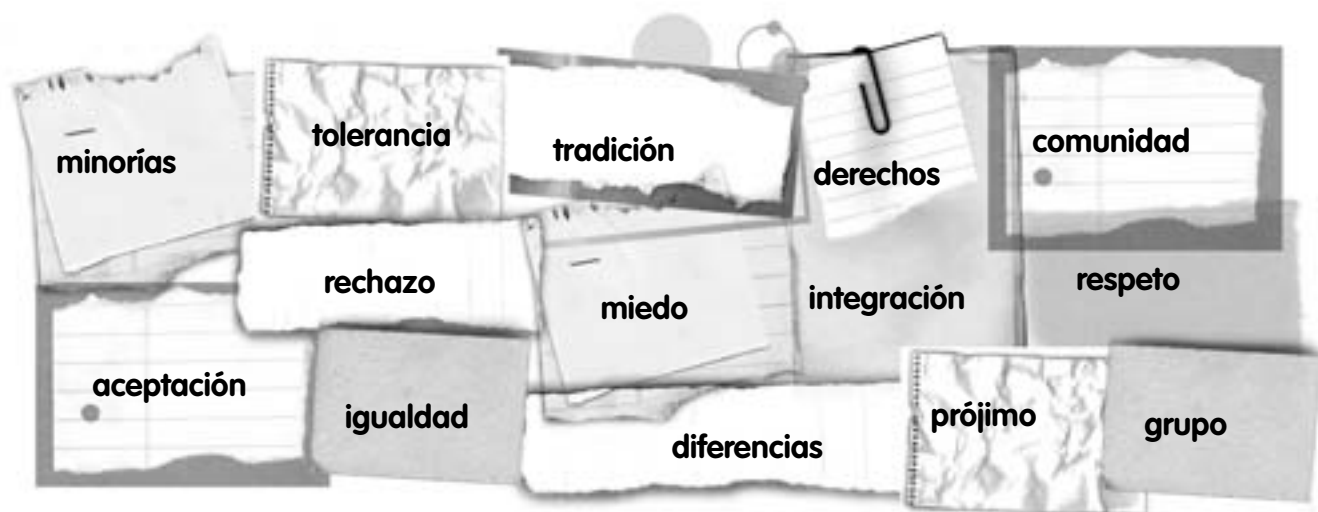 minorías
tolerancia
tradición
derechos
comunidad
rechazo
miedo
integración
respeto
aceptación
igualdad
diferencias
prójimo
grupo